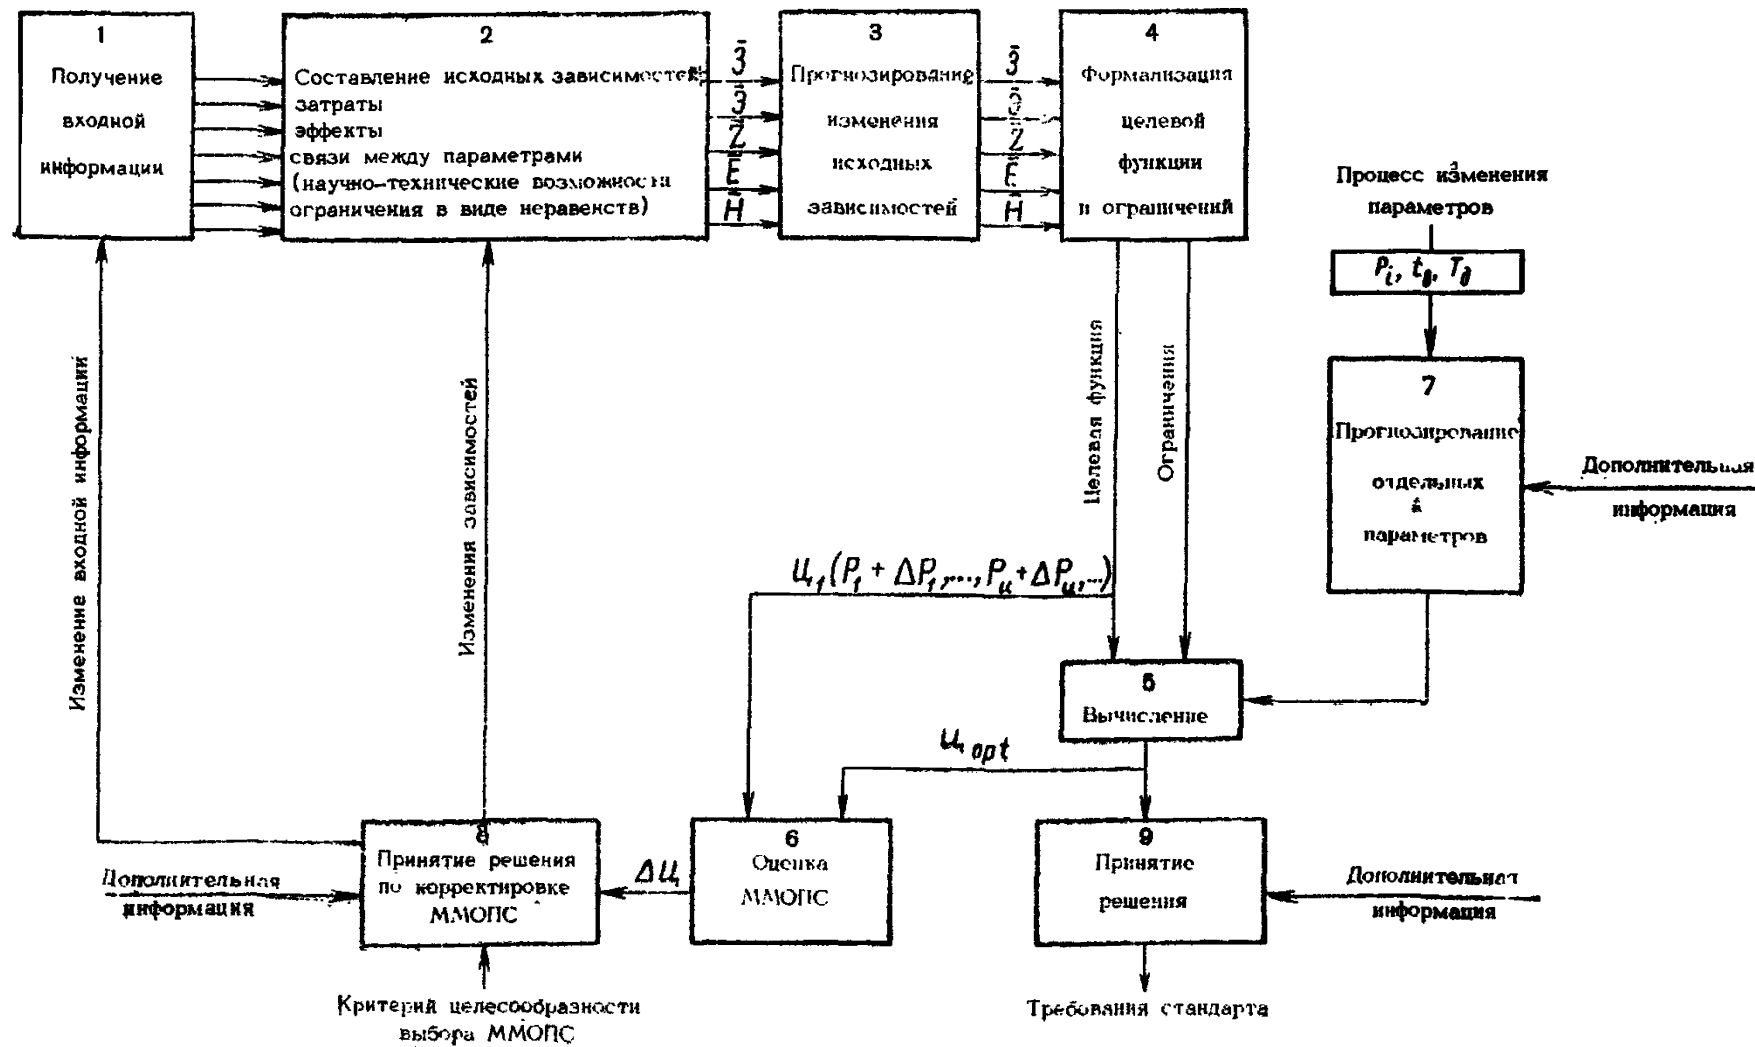 1
Получение
входной
информации
2
Составление исходных зависимостей:
затраты
эффекты
связи между параметрами
(научно-технические возможности
ограничения в виде неравенств)
З̄
Э̄
Z̄
Ē
H̄
3
Прогнозирование
изменения
исходных
зависимостей
З̄
Э̄
Z̄
Ē
H̄
4
Формализация
целевой
функции
и ограничений
Процесс изменения
параметров
Pᵢ, tв, Tд
7
Прогнозирование
отдельных
параметров
Дополнительная
информация
Изменение входной информации
Изменения зависимостей
Целевая функция
Ограничения
Ц₁(P₁ + ΔP₁,..., Pц + ΔPц,...)
5
Вычисление
Ц opt
8
Принятие решения
по корректировке
ММОПС
Дополнительная
информация
ΔЦ
6
Оценка
ММОПС
9
Принятие
решения
Дополнительная
информация
Критерий целесообразности
выбора ММОПС
Требования стандарта